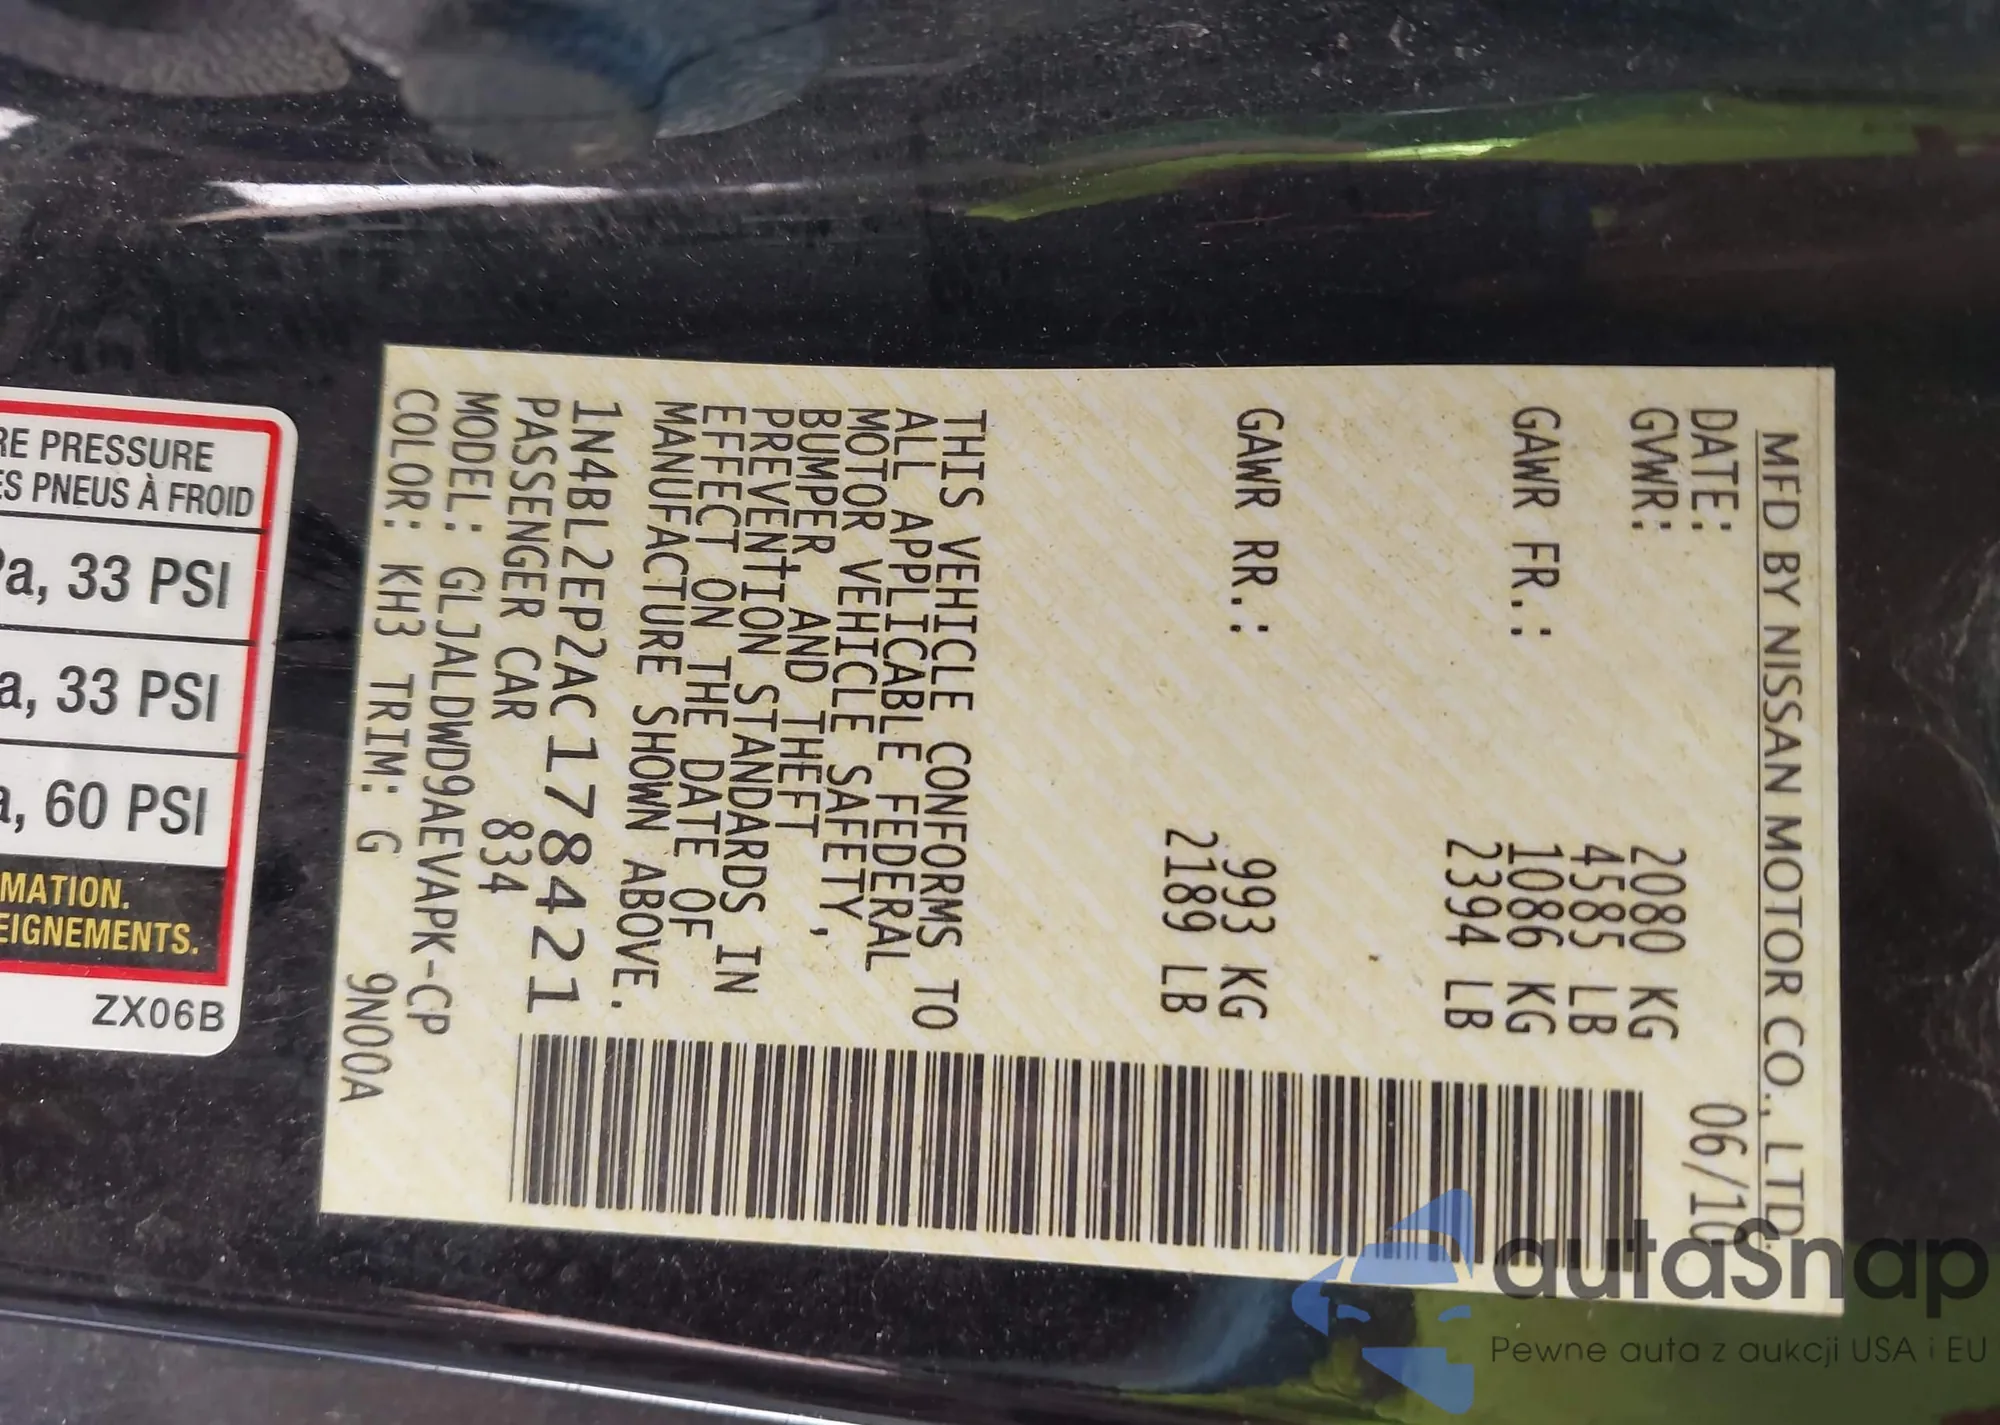 MFD BY NISSAN MOTOR CO., LTD.
DATE: 06/10
GVWR: 2080 KG
4585 LB
GAWR FR.: 1086 KG
2394 LB
GAWR RR.: 993 KG
2189 LB
THIS VEHICLE CONFORMS TO
ALL APPLICABLE FEDERAL
MOTOR VEHICLE SAFETY,
BUMPER, AND THEFT
PREVENTION STANDARDS IN
EFFECT ON THE DATE OF
MANUFACTURE SHOWN ABOVE.
1N4BL2EP2AC178421
PASSENGER CAR 834
MODEL: GLJALDWD9AEVAPK-CP
COLOR: KH3 TRIM: G 9N00A
RE PRESSURE
ES PNEUS À FROID
Pa, 33 PSI
a, 33 PSI
a, 60 PSI
MATION.
EIGNEMENTS.
ZX06B
autaSnap
Pewne auta z aukcji USA i EU